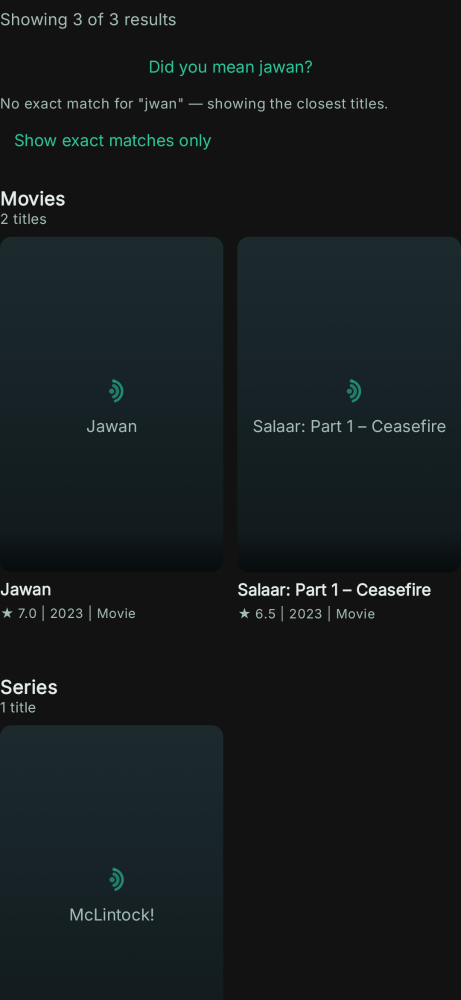 Showing 3 of 3 results
Did you mean jawan?
No exact match for "jwan" — showing the closest titles.
Show exact matches only
Movies
2 titles
Jawan
Salaar: Part 1 – Ceasefire
Jawan
Salaar: Part 1 – Ceasefire
★ 7.0 | 2023 | Movie
★ 6.5 | 2023 | Movie
Series
1 title
McLintock!